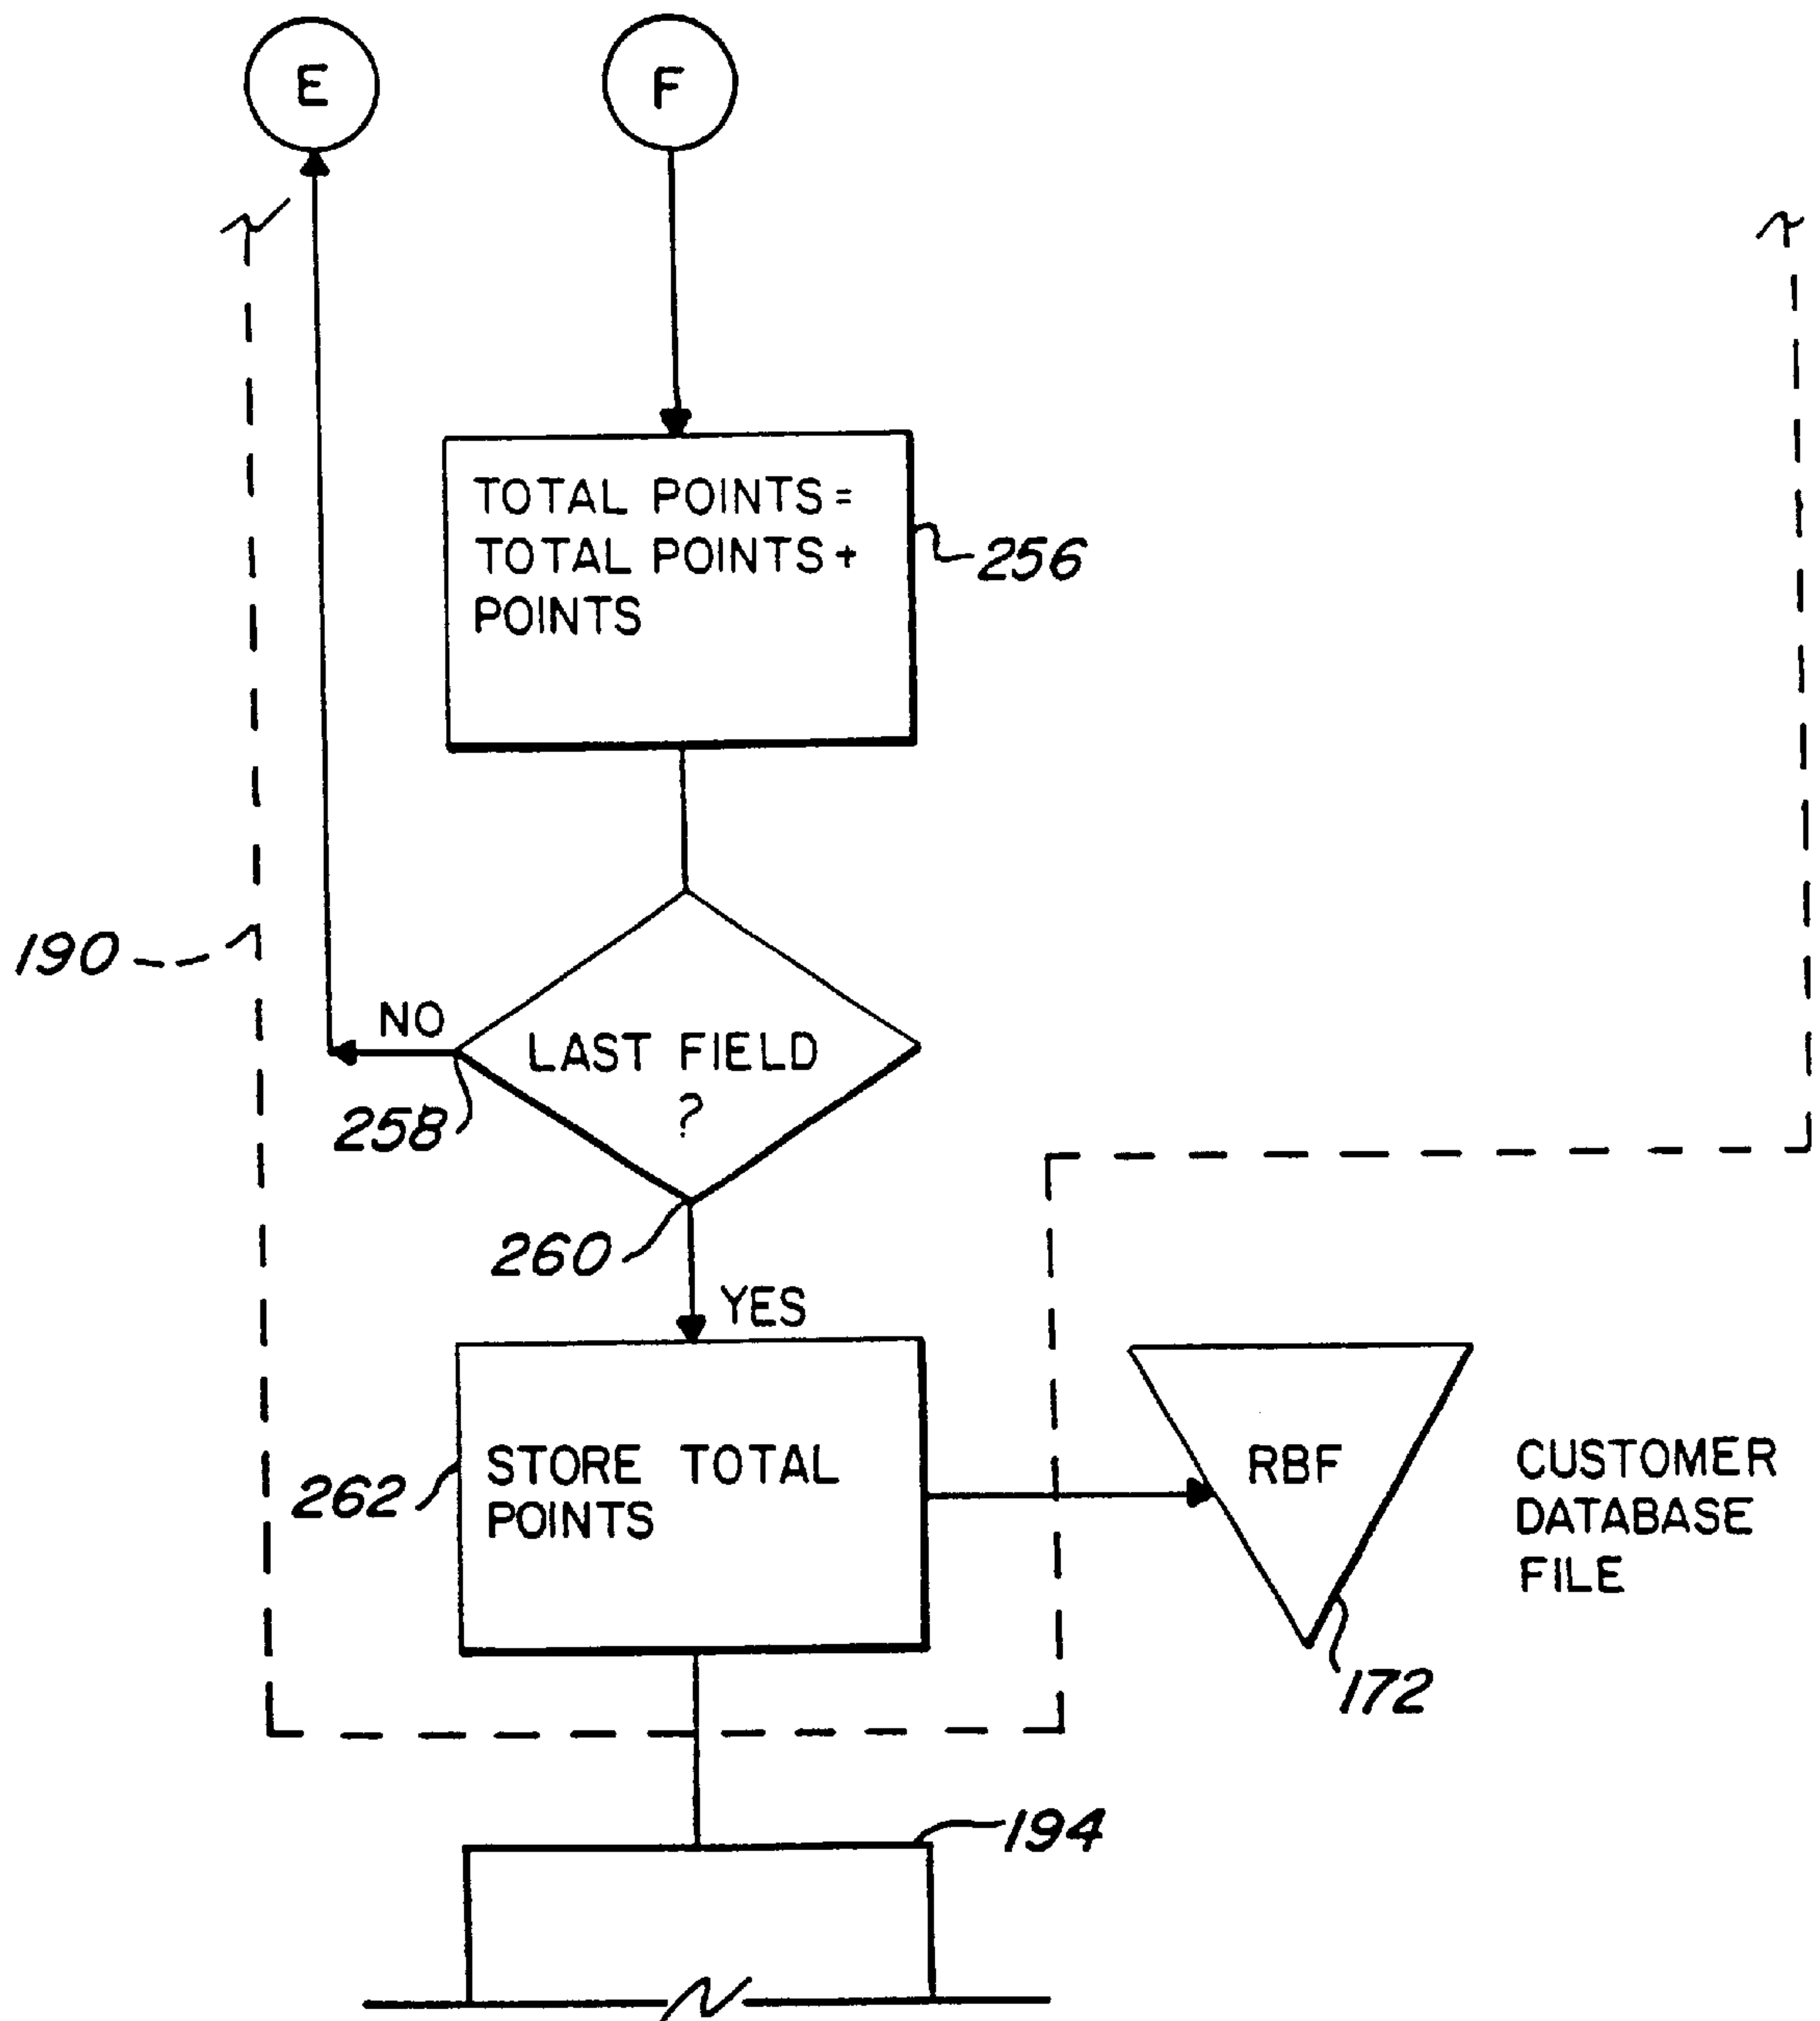 E
F
TOTAL POINTS =
TOTAL POINTS +
POINTS
256
190
NO
LAST FIELD
?
258
260
YES
STORE TOTAL
POINTS
262
RBF
CUSTOMER
DATABASE
FILE
172
194